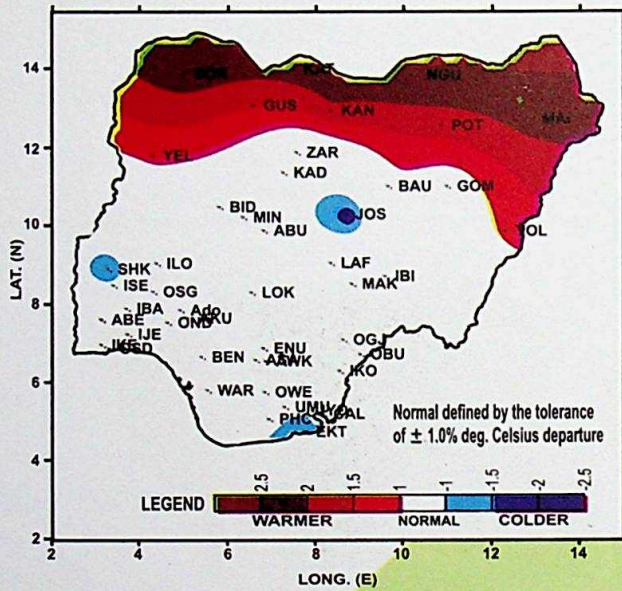 14
12
10
8
6
4
2
LAT. (N)
KAT
NGU
GUS
KAN
POT
YEL
ZAR
KAD
BAU
GOM
BID
MIN
ABU
JOS
YOL
SHK
ILO
LAF
IBI
MAK
ISE
OSG
LOK
IBA
Ado
AKU
ABE
OND
IJE
IKE
OSD
OGJ
BEN
ENU
AWK
OBU
IKO
WAR
OWE
UMU
CAL
PHC
EKT
Normal defined by the tolerance
of ± 1.0% deg. Celsius departure
2.5 2 1.5 1 -1 -1.5 -2 -2.5
LEGEND
WARMER NORMAL COLDER
2 4 6 8 10 12 14
LONG. (E)